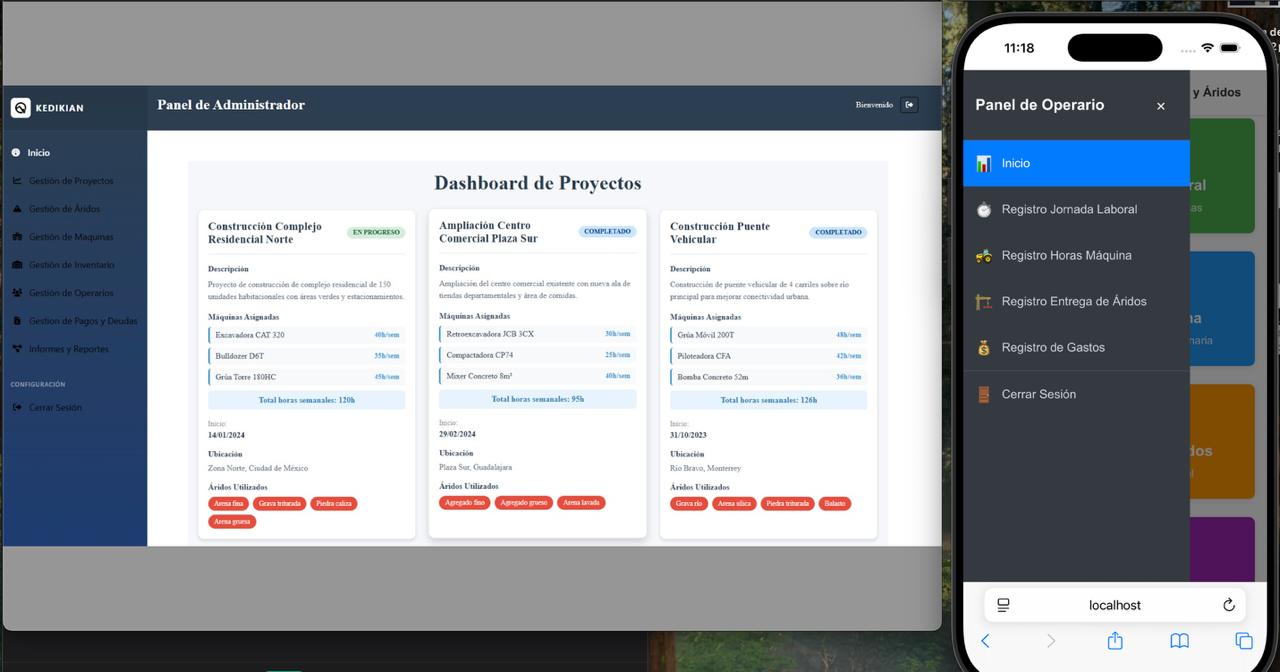 KEDIKIAN
Panel de Administrador
Bienvenido
Inicio
Gestión de Proyectos
Gestión de Áridos
Gestión de Maquinas
Gestión de Inventario
Gestión de Operarios
Gestion de Pagos y Deudas
Informes y Reportes
CONFIGURACIÓN
Cerrar Sesión
Dashboard de Proyectos
Construcción Complejo
Residencial Norte
EN PROGRESO
Descripción
Proyecto de construcción de complejo residencial de 150
unidades habitacionales con áreas verdes y estacionamientos.
Máquinas Asignadas
Excavadora CAT 320 40h/sem
Bulldozer D6T 35h/sem
Grúa Torre 180HC 45h/sem
Total horas semanales: 120h
Inicio:
14/01/2024
Ubicación
Zona Norte, Ciudad de México
Áridos Utilizados
Arena fina Grava triturada Piedra caliza
Arena gruesa
Ampliación Centro
Comercial Plaza Sur
COMPLETADO
Descripción
Ampliación del centro comercial existente con nueva ala de
tiendas departamentales y área de comidas.
Máquinas Asignadas
Retroexcavadora JCB 3CX 30h/sem
Compactadora CP74 25h/sem
Mixer Concreto 8m³ 40h/sem
Total horas semanales: 95h
Inicio:
29/02/2024
Ubicación
Plaza Sur, Guadalajara
Áridos Utilizados
Agregado fino Agregado grueso Arena lavada
Construcción Puente
Vehicular
COMPLETADO
Descripción
Construcción de puente vehicular de 4 carriles sobre río
principal para mejorar conectividad urbana.
Máquinas Asignadas
Grúa Móvil 200T 48h/sem
Piloteadora CFA 42h/sem
Bomba Concreto 52m 36h/sem
Total horas semanales: 126h
Inicio:
31/10/2023
Ubicación
Río Bravo, Monterrey
Áridos Utilizados
Grava río Arena sílica Piedra triturada Balasto
11:18
Panel de Operario ×
y Áridos
Inicio
ral
as
Registro Jornada Laboral
Registro Horas Máquina
Registro Entrega de Áridos
na
Registro de Gastos
naria
Cerrar Sesión
dos
al
localhost